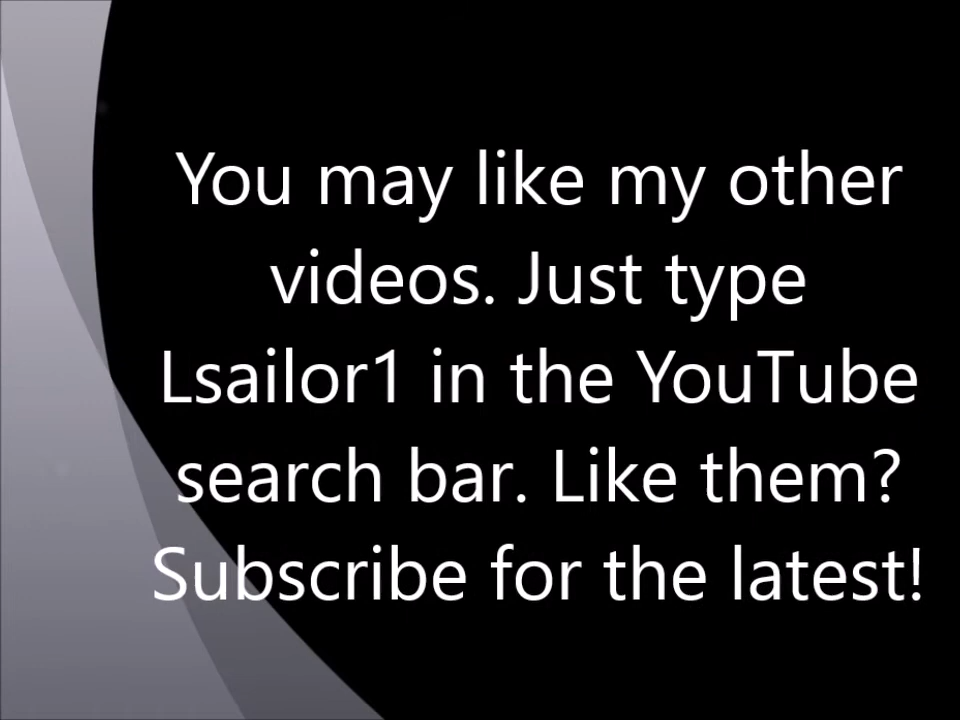 You may like my other
videos. Just type
Lsailor1 in the YouTube
search bar. Like them?
Subscribe for the latest!